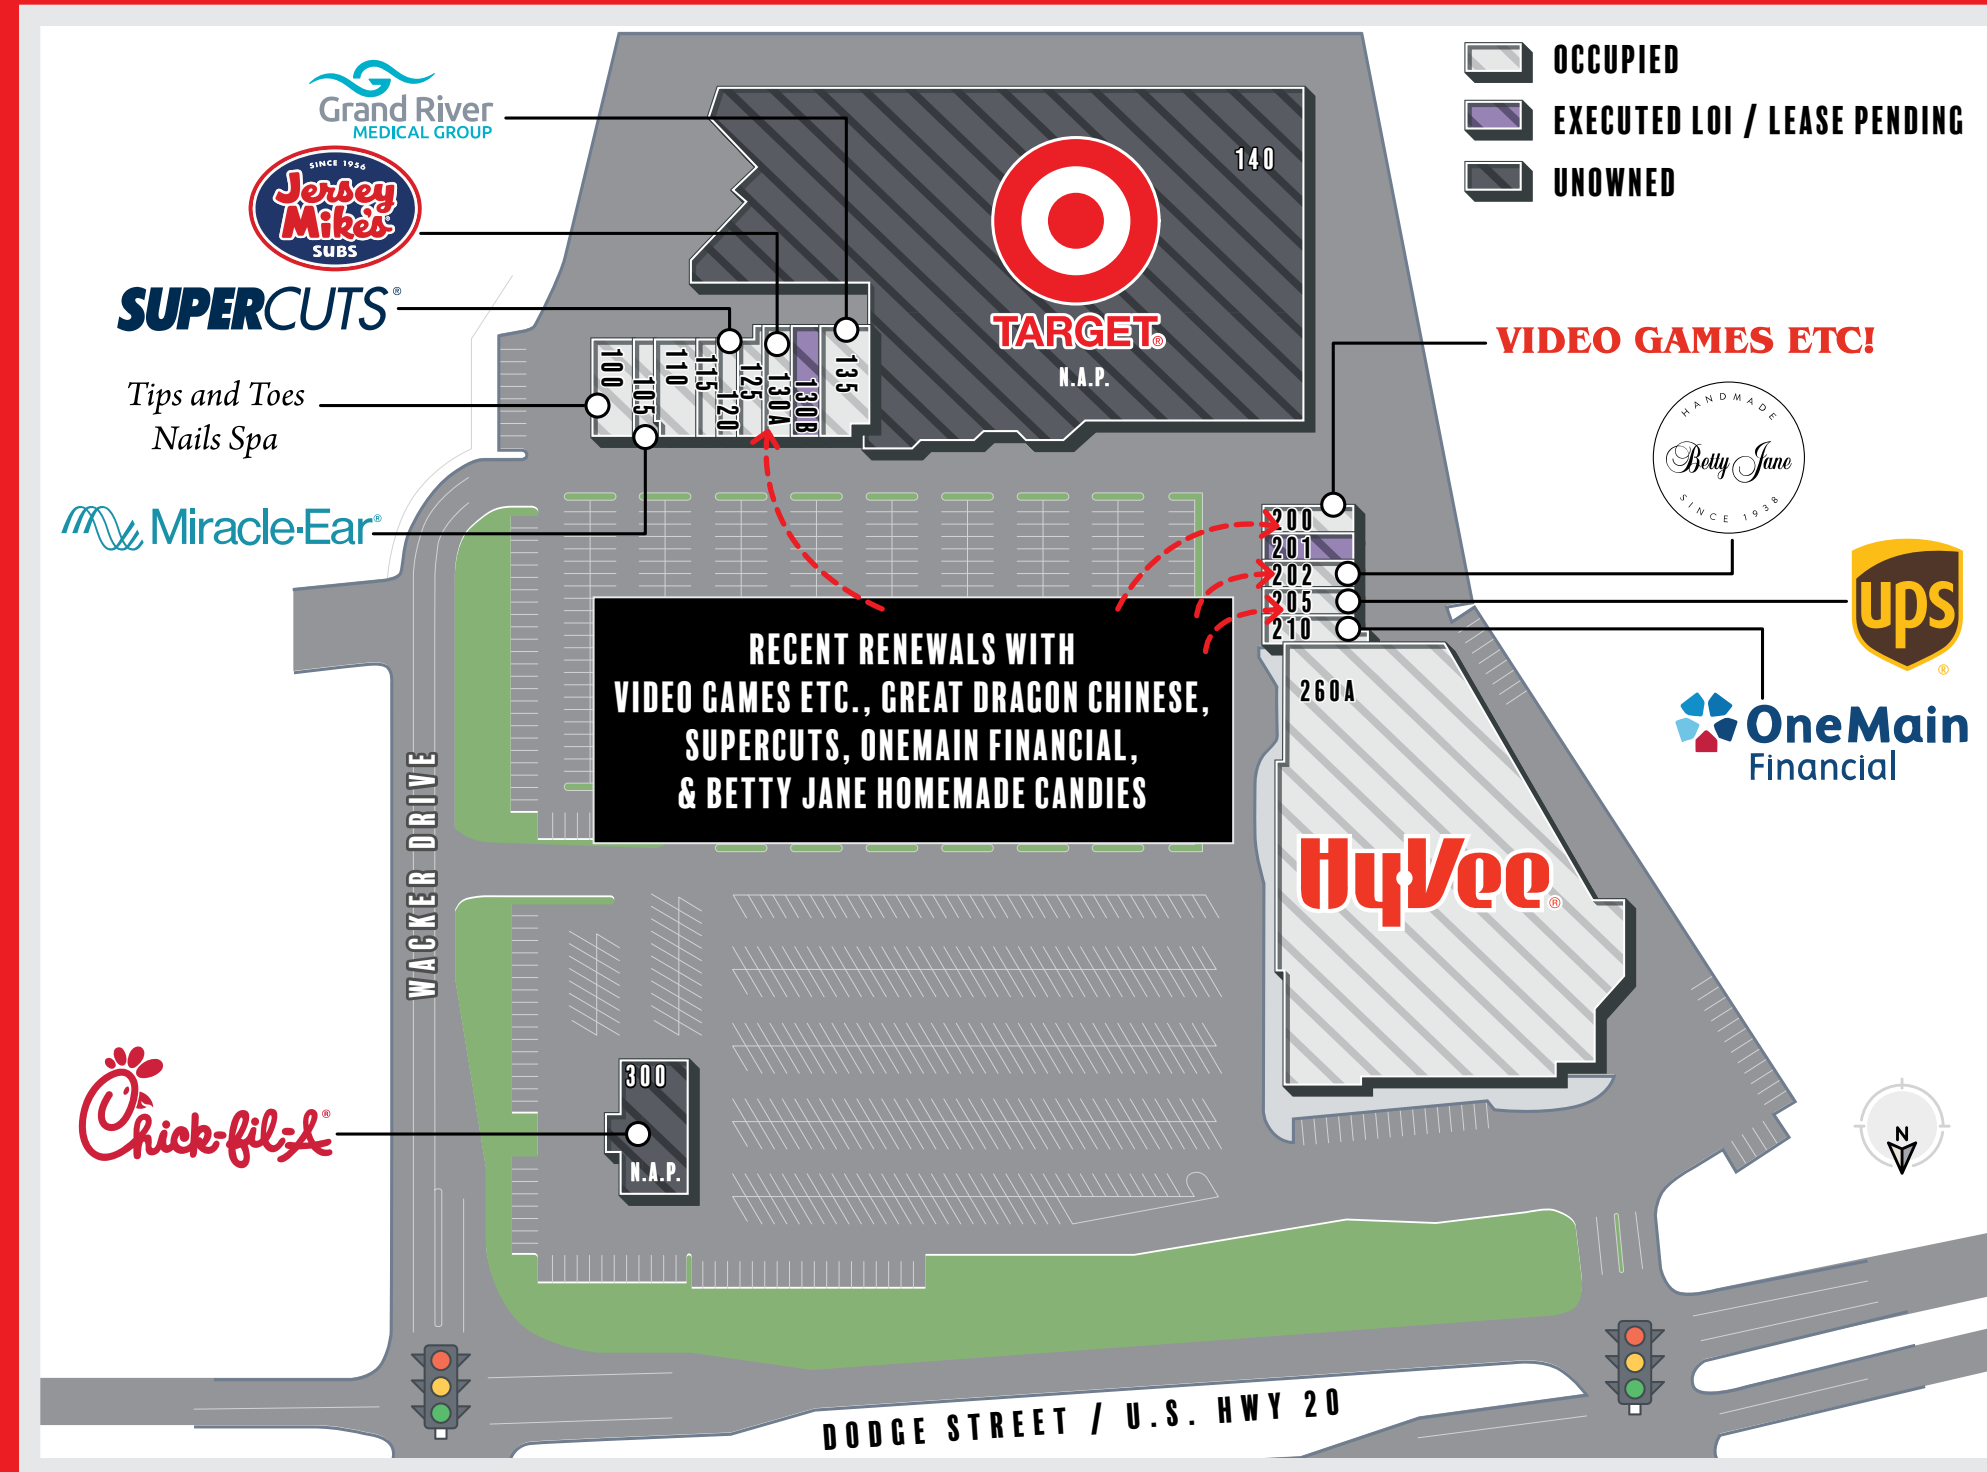 OCCUPIED
EXECUTED LOI / LEASE PENDING
UNOWNED
Grand River
MEDICAL GROUP
SINCE 1956
Jersey
Mike's
SUBS
SUPERCUTS®
Tips and Toes
Nails Spa
Miracle-Ear®
140
TARGET®
N.A.P.
100
105
110
115
120
125
130A
130B
135
VIDEO GAMES ETC!
HANDMADE
Betty Jane
SINCE 1938
ups
®
OneMain
Financial
200
201
202
205
210
260A
HyVee®
RECENT RENEWALS WITH
VIDEO GAMES ETC., GREAT DRAGON CHINESE,
SUPERCUTS, ONEMAIN FINANCIAL,
& BETTY JANE HOMEMADE CANDIES
WACKER DRIVE
Chick-fil-A®
300
N.A.P.
N
DODGE STREET / U.S. HWY 20